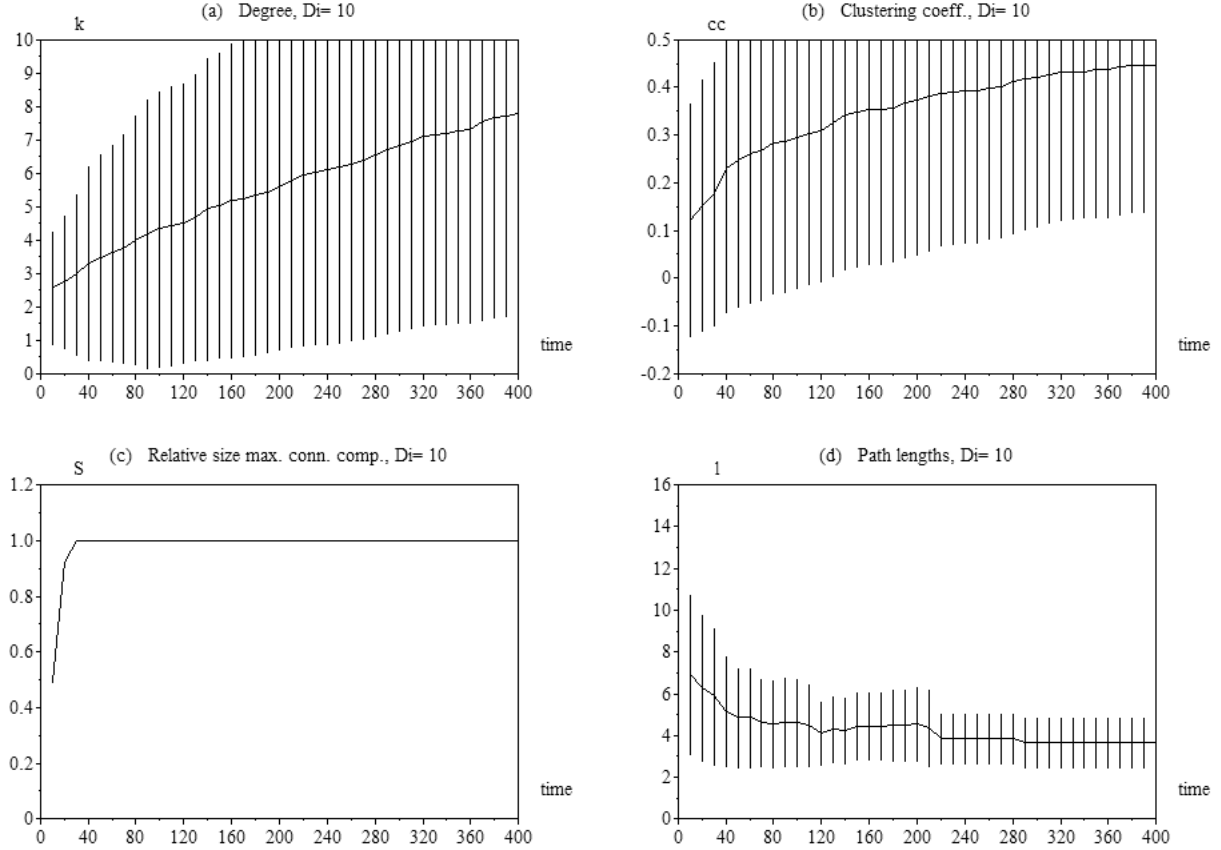 (a) Degree, Di= 10
k
10
9
8
7
6
5
4
3
2
1
0
0 40 80 120 160 200 240 280 320 360 400
time
(b) Clustering coeff., Di= 10
cc
0.5
0.4
0.3
0.2
0.1
0
-0.1
-0.2
0 40 80 120 160 200 240 280 320 360 400
time
(c) Relative size max. conn. comp., Di= 10
S
1.2
1.0
0.8
0.6
0.4
0.2
0
0 40 80 120 160 200 240 280 320 360 400
time
(d) Path lengths, Di= 10
l
16
14
12
10
8
6
4
2
0
0 40 80 120 160 200 240 280 320 360 400
time